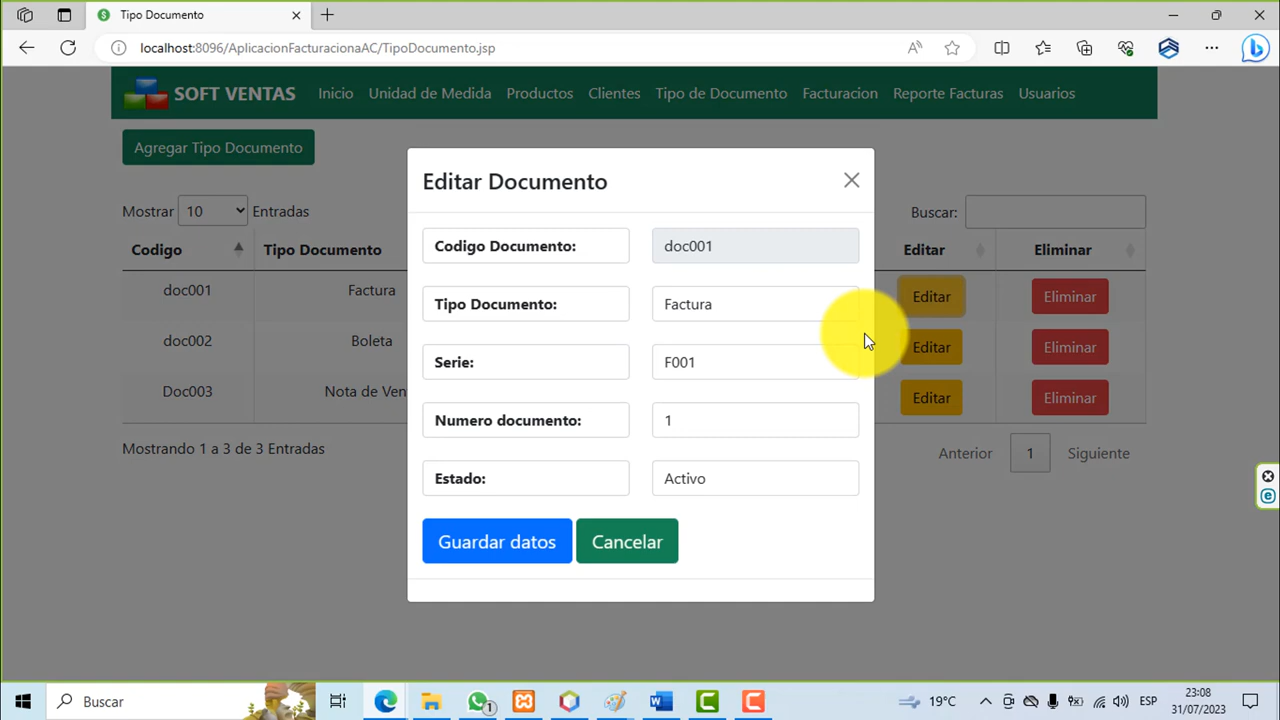 Tipo Documento
localhost:8096/AplicacionFacturacionaAC/TipoDocumento.jsp
SOFT VENTAS Inicio Unidad de Medida Productos Clientes Tipo de Documento Facturacion Reporte Facturas Usuarios
Agregar Tipo Documento
Editar Documento
Mostrar 10 Entradas
Buscar:
Codigo Tipo Documento Editar Eliminar
Codigo Documento: doc001
doc001 Factura Editar Eliminar
Tipo Documento: Factura
doc002 Boleta Editar Eliminar
Serie: F001
Doc003 Nota de Ven Editar Eliminar
Numero documento: 1
Mostrando 1 a 3 de 3 Entradas
Anterior 1 Siguiente
Estado: Activo
Guardar datos Cancelar
Buscar
1
19°C
ESP
23:08
31/07/2023